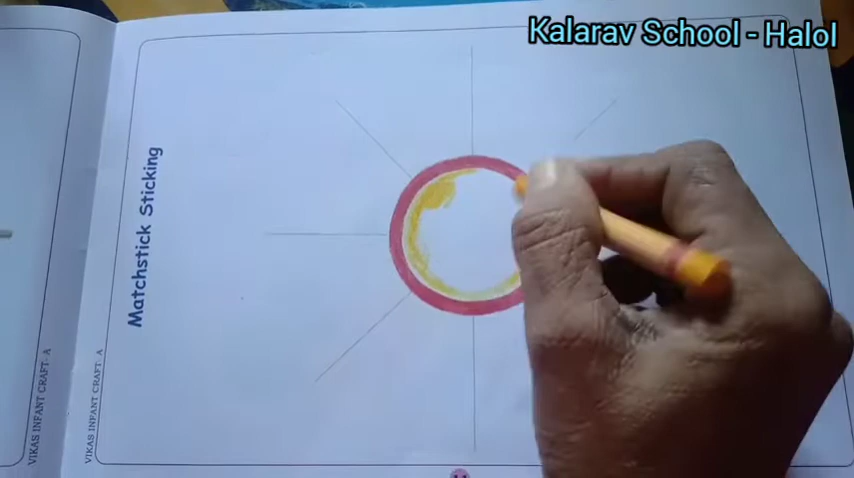 Kalarav School - Halol
Matchstick Sticking
VIKAS INFANT CRAFT- A
VIKAS INFANT CRAFT- A